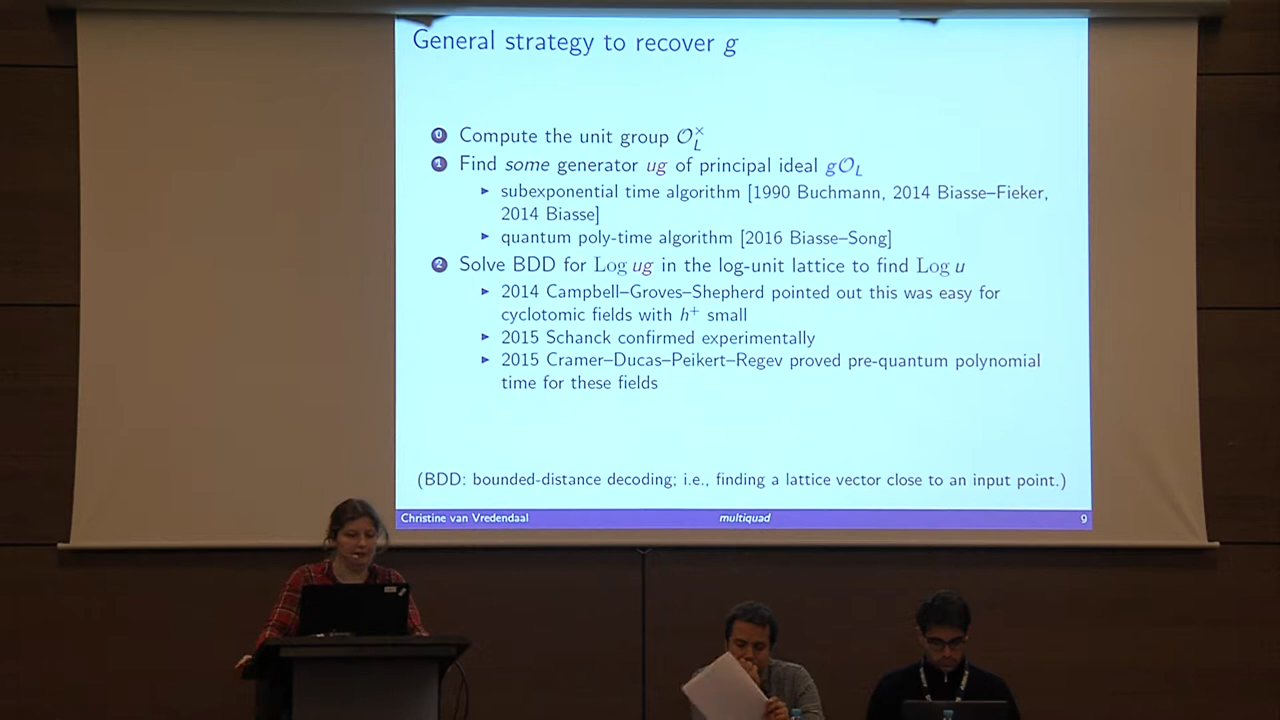 General strategy to recover g
0 Compute the unit group 𝒪_L^×
1 Find some generator ug of principal ideal g𝒪_L
▸ subexponential time algorithm [1990 Buchmann, 2014 Biasse–Fieker,
2014 Biasse]
▸ quantum poly-time algorithm [2016 Biasse–Song]
2 Solve BDD for Log ug in the log-unit lattice to find Log u
▸ 2014 Campbell–Groves–Shepherd pointed out this was easy for
cyclotomic fields with h⁺ small
▸ 2015 Schanck confirmed experimentally
▸ 2015 Cramer–Ducas–Peikert–Regev proved pre-quantum polynomial
time for these fields
(BDD: bounded-distance decoding; i.e., finding a lattice vector close to an input point.)
Christine van Vredendaal multiquad 9